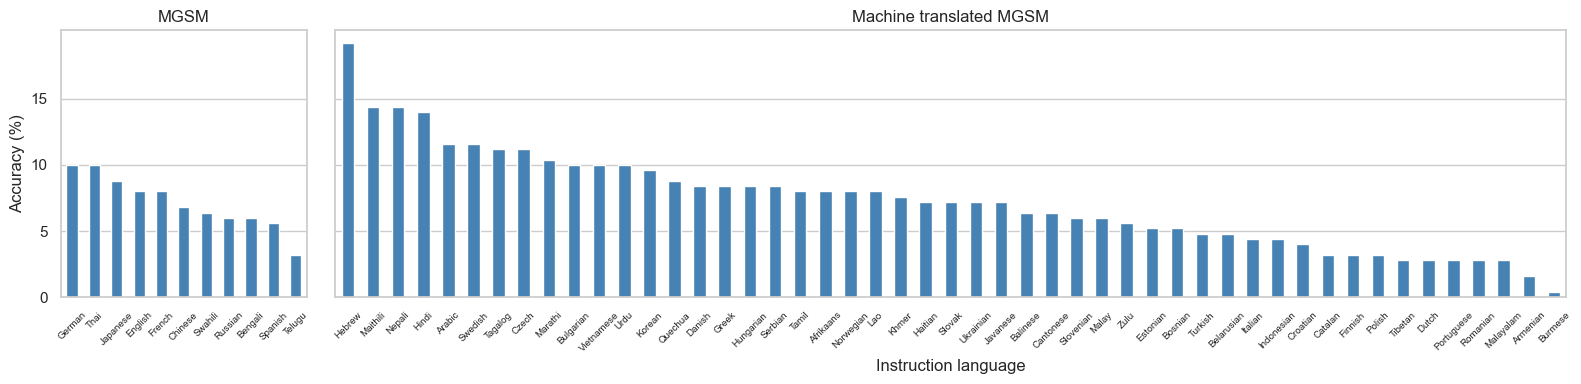 MGSM
Machine translated MGSM
Accuracy (%)
15
10
5
0
German Thai Japanese English French Chinese Swahili Russian Bengali Spanish Telugu
Hebrew Maithili Nepali Hindi Arabic Swedish Tagalog Czech Marathi Bulgarian Vietnamese Urdu Korean Quechua Danish Greek Hungarian Serbian Tamil Afrikaans Norwegian Lao Khmer Haitian Slovak Ukrainian Javanese Balinese Cantonese Slovenian Malay Zulu Estonian Bosnian Turkish Belarusian Italian Indonesian Croatian Catalan Finnish Polish Tibetan Dutch Portuguese Romanian Malayalam Armenian Burmese
Instruction language